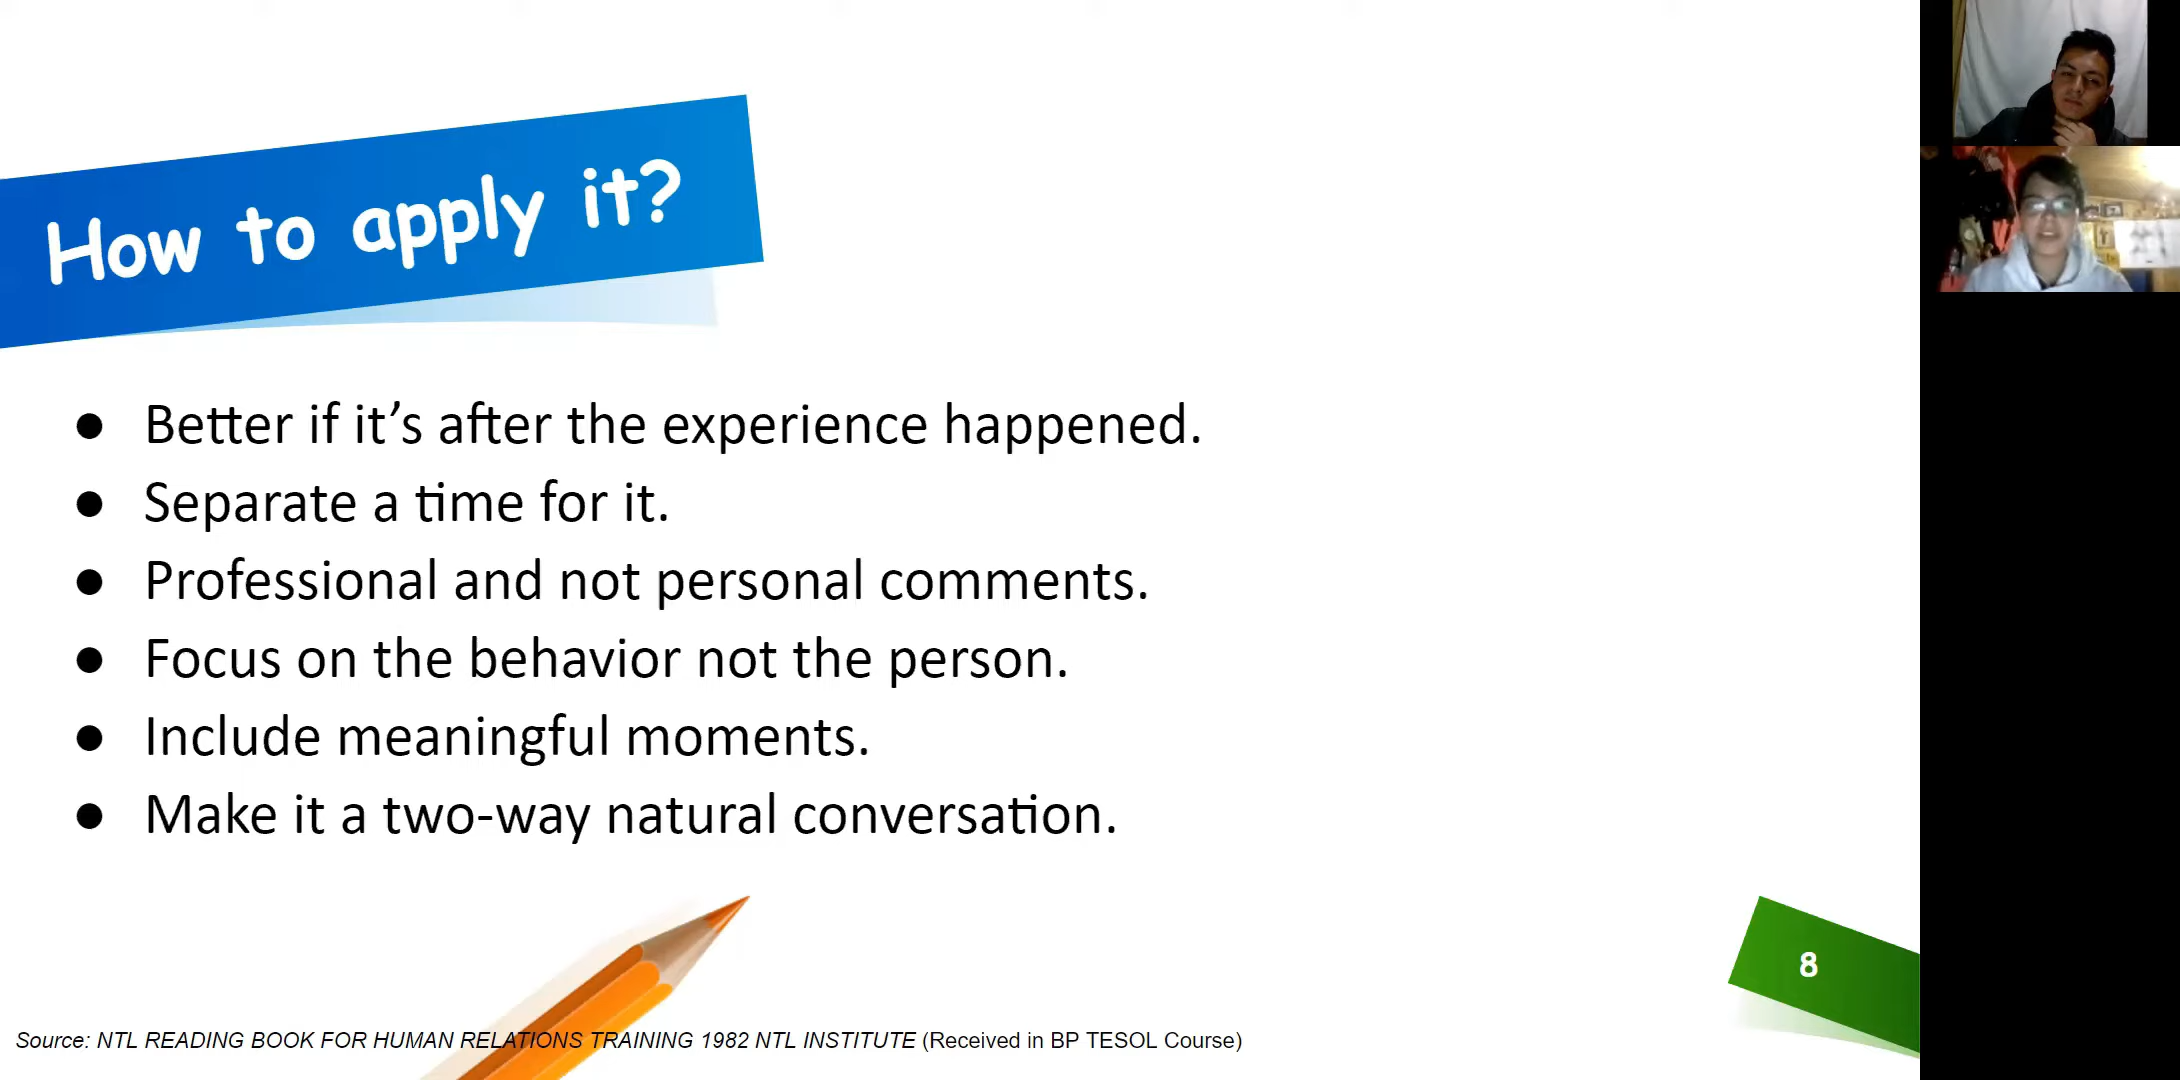 How to apply it?
● Better if it’s after the experience happened.
● Separate a time for it.
● Professional and not personal comments.
● Focus on the behavior not the person.
● Include meaningful moments.
● Make it a two-way natural conversation.
8
Source: NTL READING BOOK FOR HUMAN RELATIONS TRAINING 1982 NTL INSTITUTE (Received in BP TESOL Course)